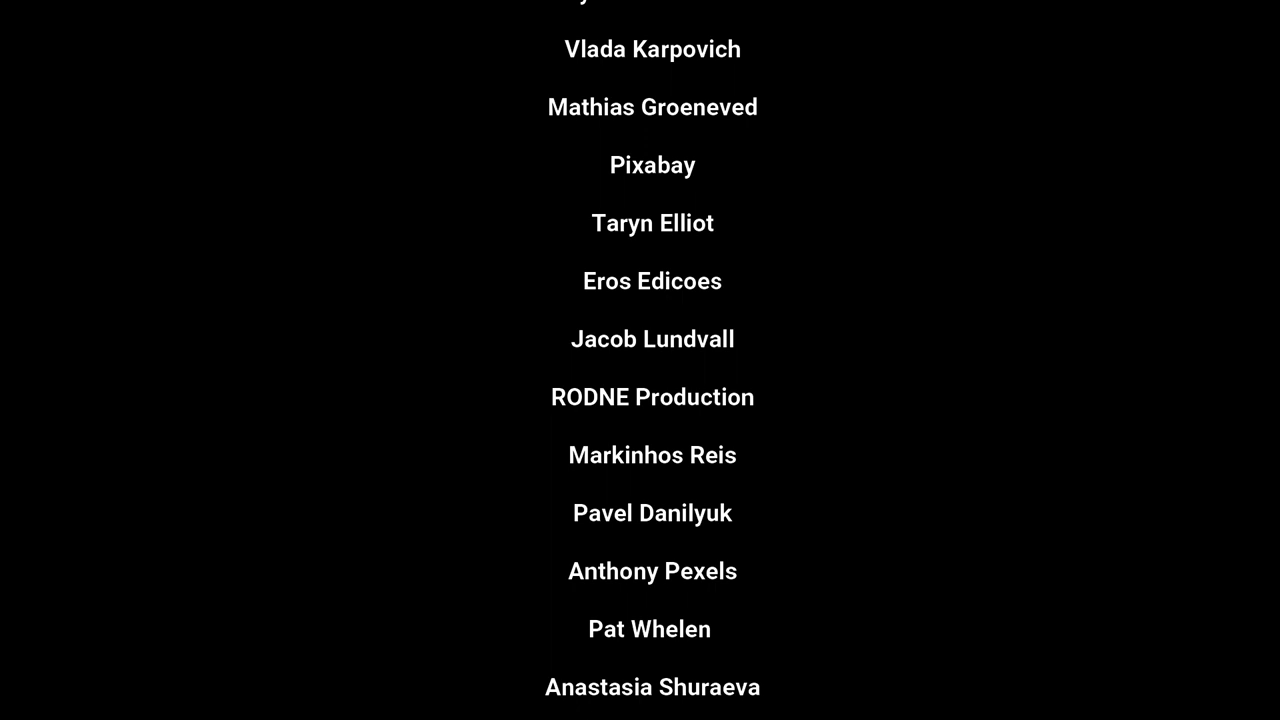 Vlada Karpovich
Mathias Groeneved
Pixabay
Taryn Elliot
Eros Edicoes
Jacob Lundvall
RODNE Production
Markinhos Reis
Pavel Danilyuk
Anthony Pexels
Pat Whelen
Anastasia Shuraeva